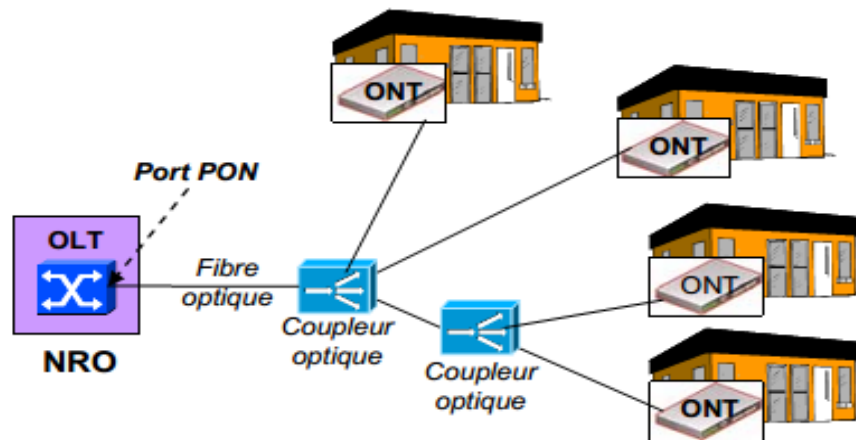 ONT
ONT
Port PON
OLT
Fibre
optique
NRO
Coupleur
optique
Coupleur
optique
ONT
ONT